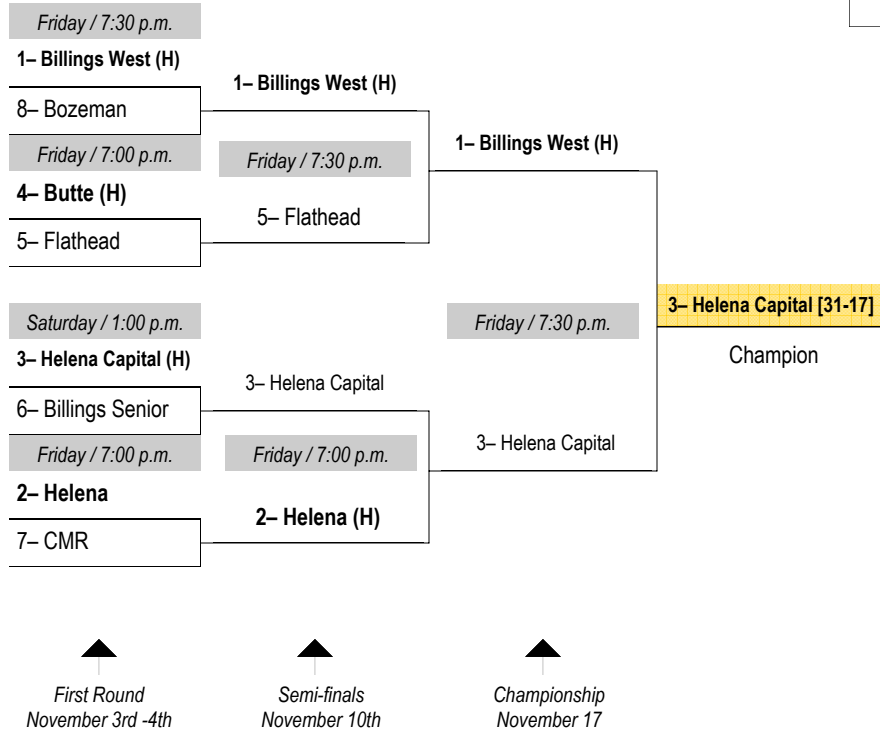 Friday / 7:30 p.m.
1– Billings West (H)
8– Bozeman
Friday / 7:00 p.m.
4– Butte (H)
5– Flathead
Saturday / 1:00 p.m.
3– Helena Capital (H)
6– Billings Senior
Friday / 7:00 p.m.
2– Helena
7– CMR
1– Billings West (H)
Friday / 7:30 p.m.
5– Flathead
3– Helena Capital
Friday / 7:00 p.m.
2– Helena (H)
1– Billings West (H)
Friday / 7:30 p.m.
3– Helena Capital
3– Helena Capital [31-17]
Champion
First Round
November 3rd -4th
Semi-finals
November 10th
Championship
November 17